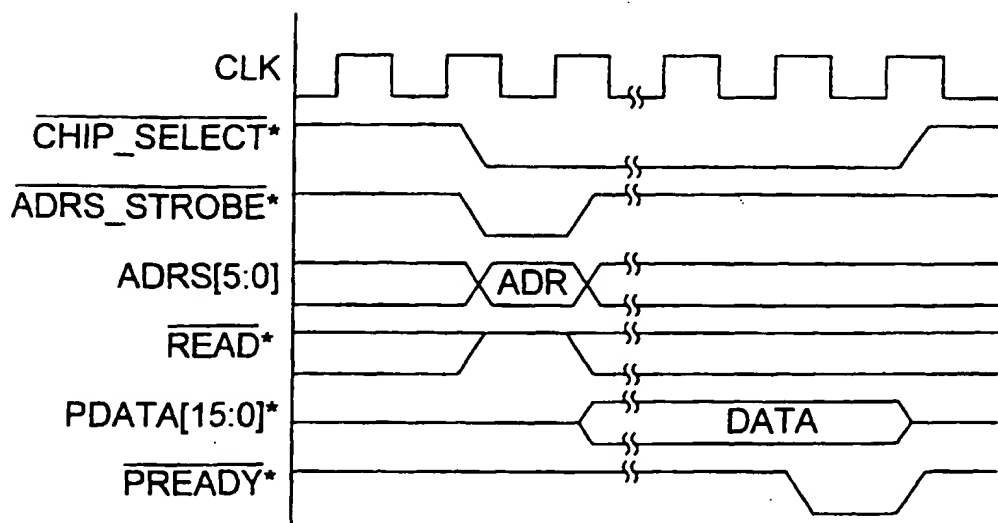 CLK
CHIP_SELECT*
ADRS_STROBE*
ADRS[5:0]
ADR
READ*
PDATA[15:0]*
DATA
PREADY*